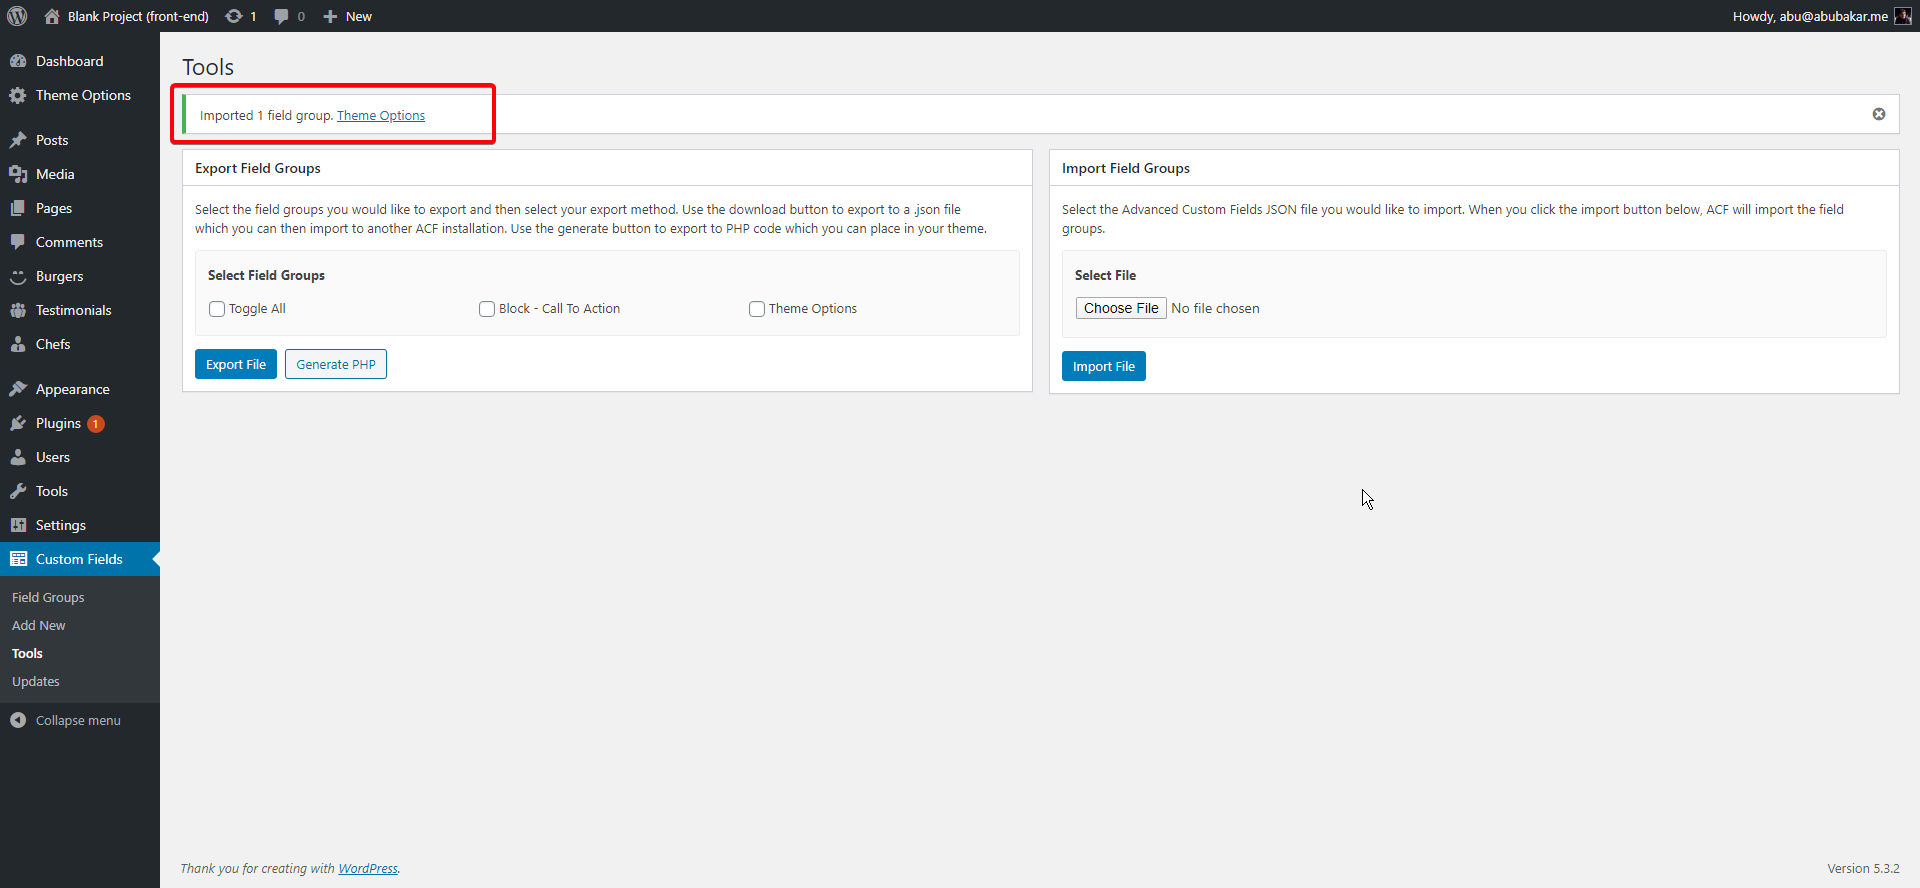 Blank Project (front-end) 1 0 New Howdy, abu@abubakar.me
Dashboard
Theme Options
Posts
Media
Pages
Comments
Burgers
Testimonials
Chefs
Appearance
Plugins 1
Users
Tools
Settings
Custom Fields
Field Groups
Add New
Tools
Updates
Collapse menu
Tools
Imported 1 field group. Theme Options
Export Field Groups
Select the field groups you would like to export and then select your export method. Use the download button to export to a .json file
which you can then import to another ACF installation. Use the generate button to export to PHP code which you can place in your theme.
Select Field Groups
Toggle All Block - Call To Action Theme Options
Export File Generate PHP
Import Field Groups
Select the Advanced Custom Fields JSON file you would like to import. When you click the import button below, ACF will import the field
groups.
Select File
Choose File No file chosen
Import File
Thank you for creating with WordPress.
Version 5.3.2